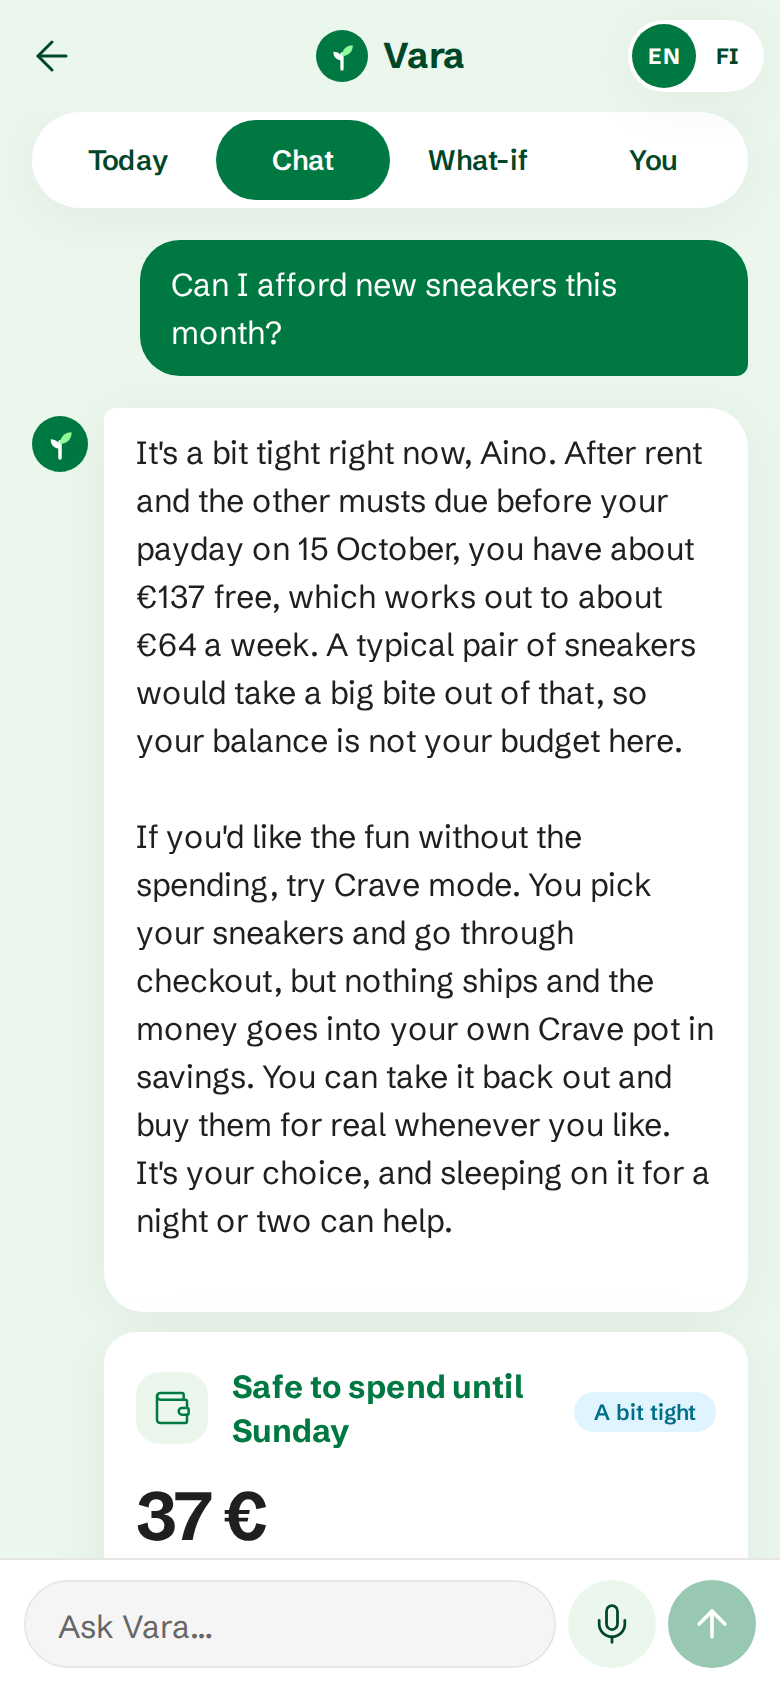 Vara
EN
FI
Today
Chat
What-if
You
Can I afford new sneakers this
month?
It's a bit tight right now, Aino. After rent
and the other musts due before your
payday on 15 October, you have about
€137 free, which works out to about
€64 a week. A typical pair of sneakers
would take a big bite out of that, so
your balance is not your budget here.
If you'd like the fun without the
spending, try Crave mode. You pick
your sneakers and go through
checkout, but nothing ships and the
money goes into your own Crave pot in
savings. You can take it back out and
buy them for real whenever you like.
It's your choice, and sleeping on it for a
night or two can help.
Safe to spend until
Sunday
A bit tight
37 €
Ask Vara...